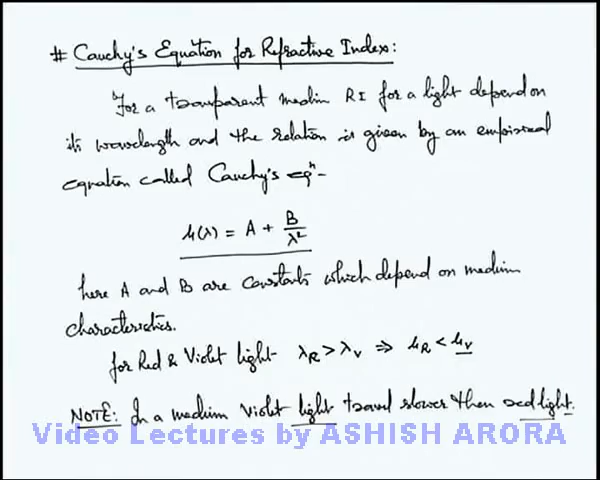 # Cauchy's Equation for Refractive Index:
For a transparent medium RI for a light depend on
its wavelength and the relation is given by an empirical
equation called Cauchy's eqⁿ-
μ(λ) = A + B/λ²
here A and B are constants which depend on medium
characteristics.
for Red & Violet light λR > λV ⇒ μR < μV
NOTE: In a medium Violet light travel slower then red light.
Video Lectures by ASHISH ARORA